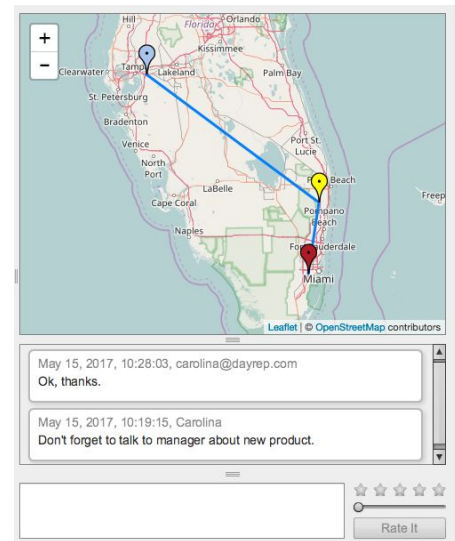 Hill
Florida
Orlando
+
Kissimmee
−
Clearwater
Tampa
Lakeland
Palm Bay
St. Petersburg
Bradenton
Port St.
Lucie
Venice
North
Port
LaBelle
Beach
Cape Coral
Freep
Pompano
Beach
Naples
Fort Lauderdale
Miami
Leaflet | © OpenStreetMap contributors
May 15, 2017, 10:28:03, carolina@dayrep.com
Ok, thanks.
May 15, 2017, 10:19:15, Carolina
Don't forget to talk to manager about new product.
Rate It